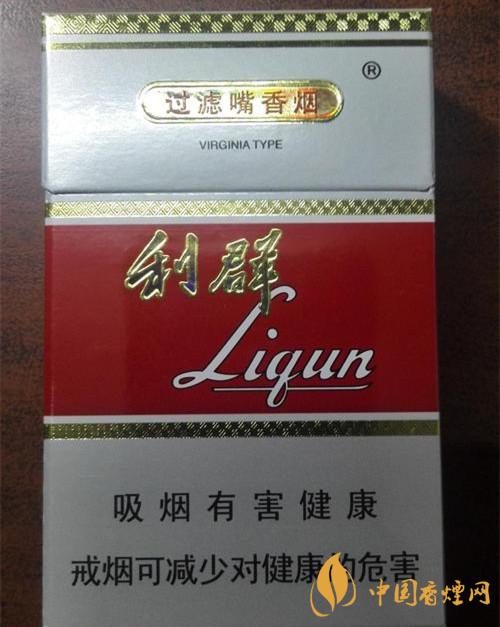 过滤嘴香烟
®
VIRGINIA TYPE
利群
Liqun
吸烟有害健康
戒烟可减少对健康的危害
中国香烟网